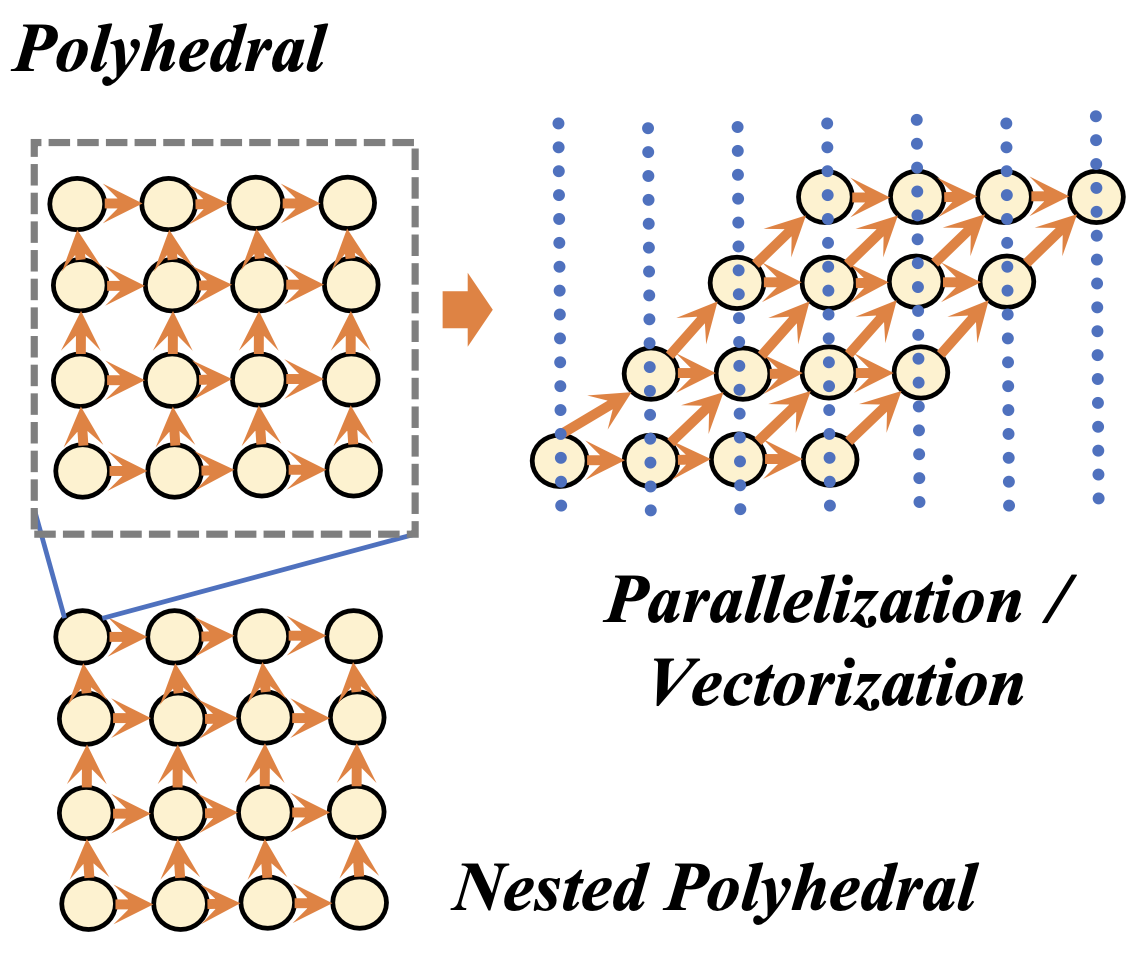 Polyhedral
Parallelization /
Vectorization
Nested Polyhedral